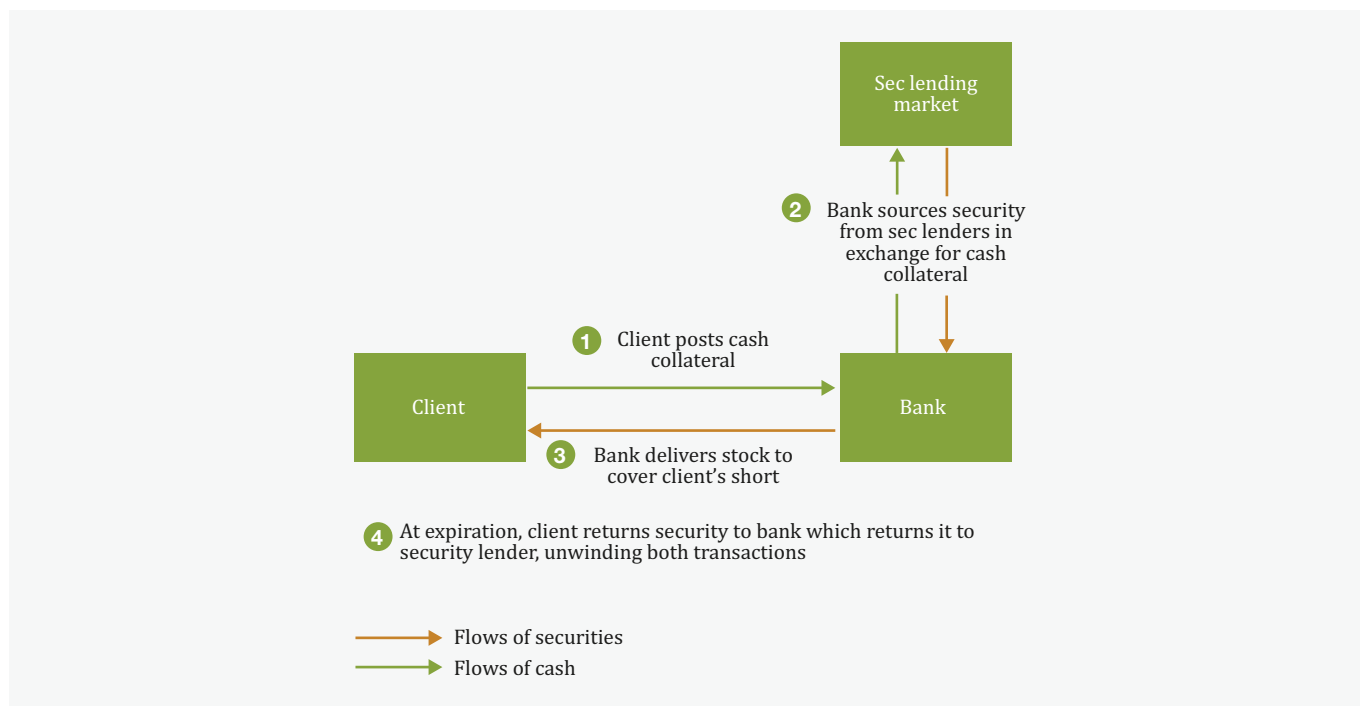 Sec lending
market
2
Bank sources security
from sec lenders in
exchange for cash
collateral
1
Client posts cash
collateral
Client
Bank
3
Bank delivers stock to
cover client’s short
4
At expiration, client returns security to bank which returns it to
security lender, unwinding both transactions
Flows of securities
Flows of cash